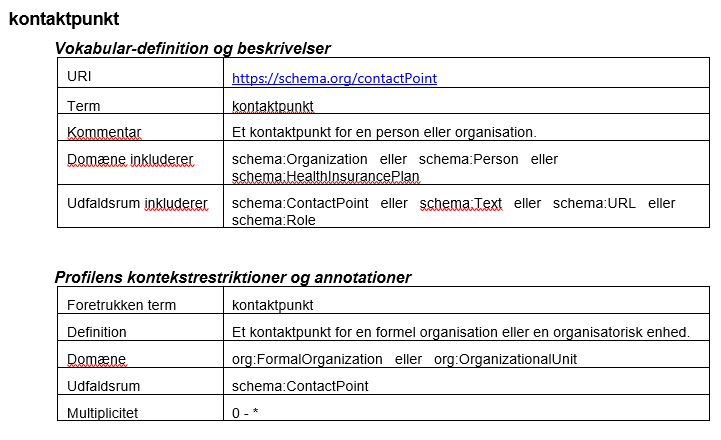 kontaktpunkt
Vokabular-definition og beskrivelser
URI https://schema.org/contactPoint
Term kontaktpunkt
Kommentar Et kontaktpunkt for en person eller organisation.
Domæne inkluderer schema:Organization eller schema:Person eller
schema:HealthInsurancePlan
Udfaldsrum inkluderer schema:ContactPoint eller schema:Text eller schema:URL eller
schema:Role
Profilens kontekstrestriktioner og annotationer
Foretrukken term kontaktpunkt
Definition Et kontaktpunkt for en formel organisation eller en organisatorisk enhed.
Domæne org:FormalOrganization eller org:OrganizationalUnit
Udfaldsrum schema:ContactPoint
Multiplicitet 0 - *